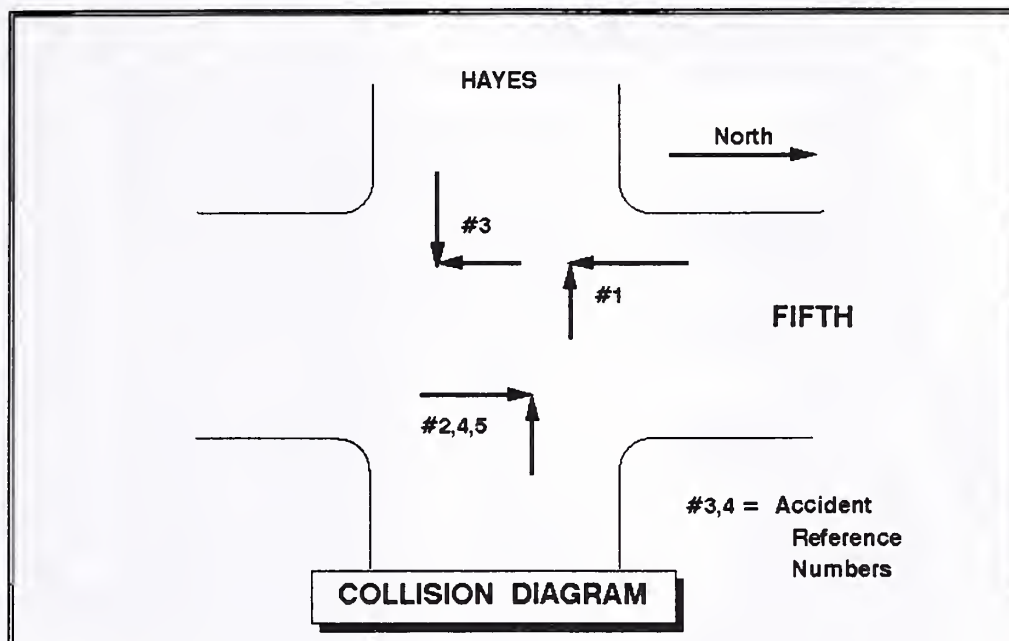 HAYES
North
#3
#1
FIFTH
#2,4,5
#3,4 = Accident
Reference
Numbers
COLLISION DIAGRAM